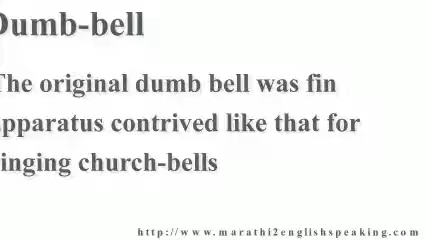 Dumb-bell
The original dumb bell was fin
apparatus contrived like that for
ringing church-bells
http://www.marathi2englishspeaking.com